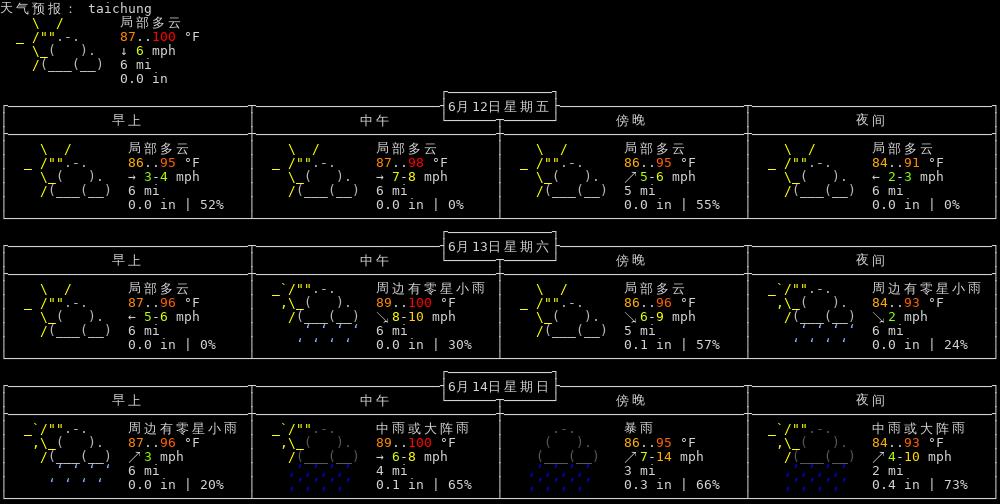 天气预报： taichung
局部多云
87..100 °F
↓ 6 mph
6 mi
0.0 in
6月12日星期五
早上 中午 傍晚 夜间
局部多云 局部多云 局部多云 局部多云
86..95 °F 87..98 °F 86..95 °F 84..91 °F
→ 3-4 mph → 7-8 mph ↗ 5-6 mph ← 2-3 mph
6 mi 6 mi 5 mi 6 mi
0.0 in | 52% 0.0 in | 0% 0.0 in | 55% 0.0 in | 0%
6月13日星期六
早上 中午 傍晚 夜间
局部多云 周边有零星小雨 局部多云 周边有零星小雨
87..96 °F 89..100 °F 86..96 °F 84..93 °F
← 5-6 mph ↘ 8-10 mph ↘ 6-9 mph ↘ 2 mph
6 mi 6 mi 5 mi 6 mi
0.0 in | 0% 0.0 in | 30% 0.1 in | 57% 0.0 in | 24%
6月14日星期日
早上 中午 傍晚 夜间
周边有零星小雨 中雨或大阵雨 暴雨 中雨或大阵雨
87..96 °F 89..100 °F 86..95 °F 84..93 °F
↗ 3 mph → 6-8 mph ↗ 7-14 mph ↗ 4-10 mph
6 mi 4 mi 3 mi 2 mi
0.0 in | 20% 0.1 in | 65% 0.3 in | 66% 0.4 in | 73%